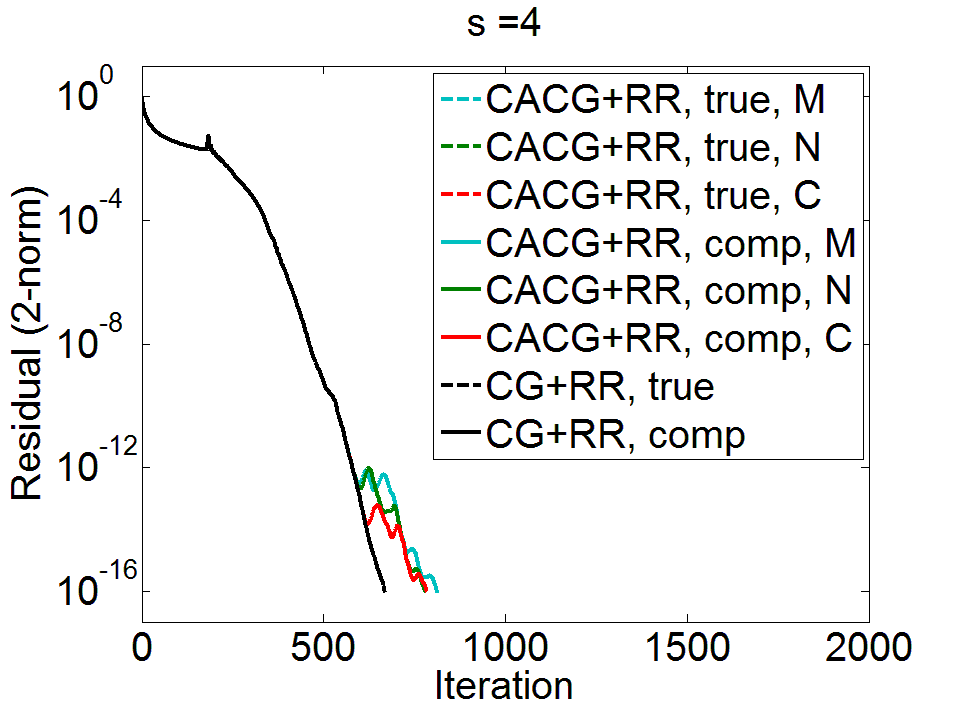 s =4
Residual (2-norm)
10^0
10^-4
10^-8
10^-12
10^-16
CACG+RR, true, M
CACG+RR, true, N
CACG+RR, true, C
CACG+RR, comp, M
CACG+RR, comp, N
CACG+RR, comp, C
CG+RR, true
CG+RR, comp
0 500 1000 1500 2000
Iteration